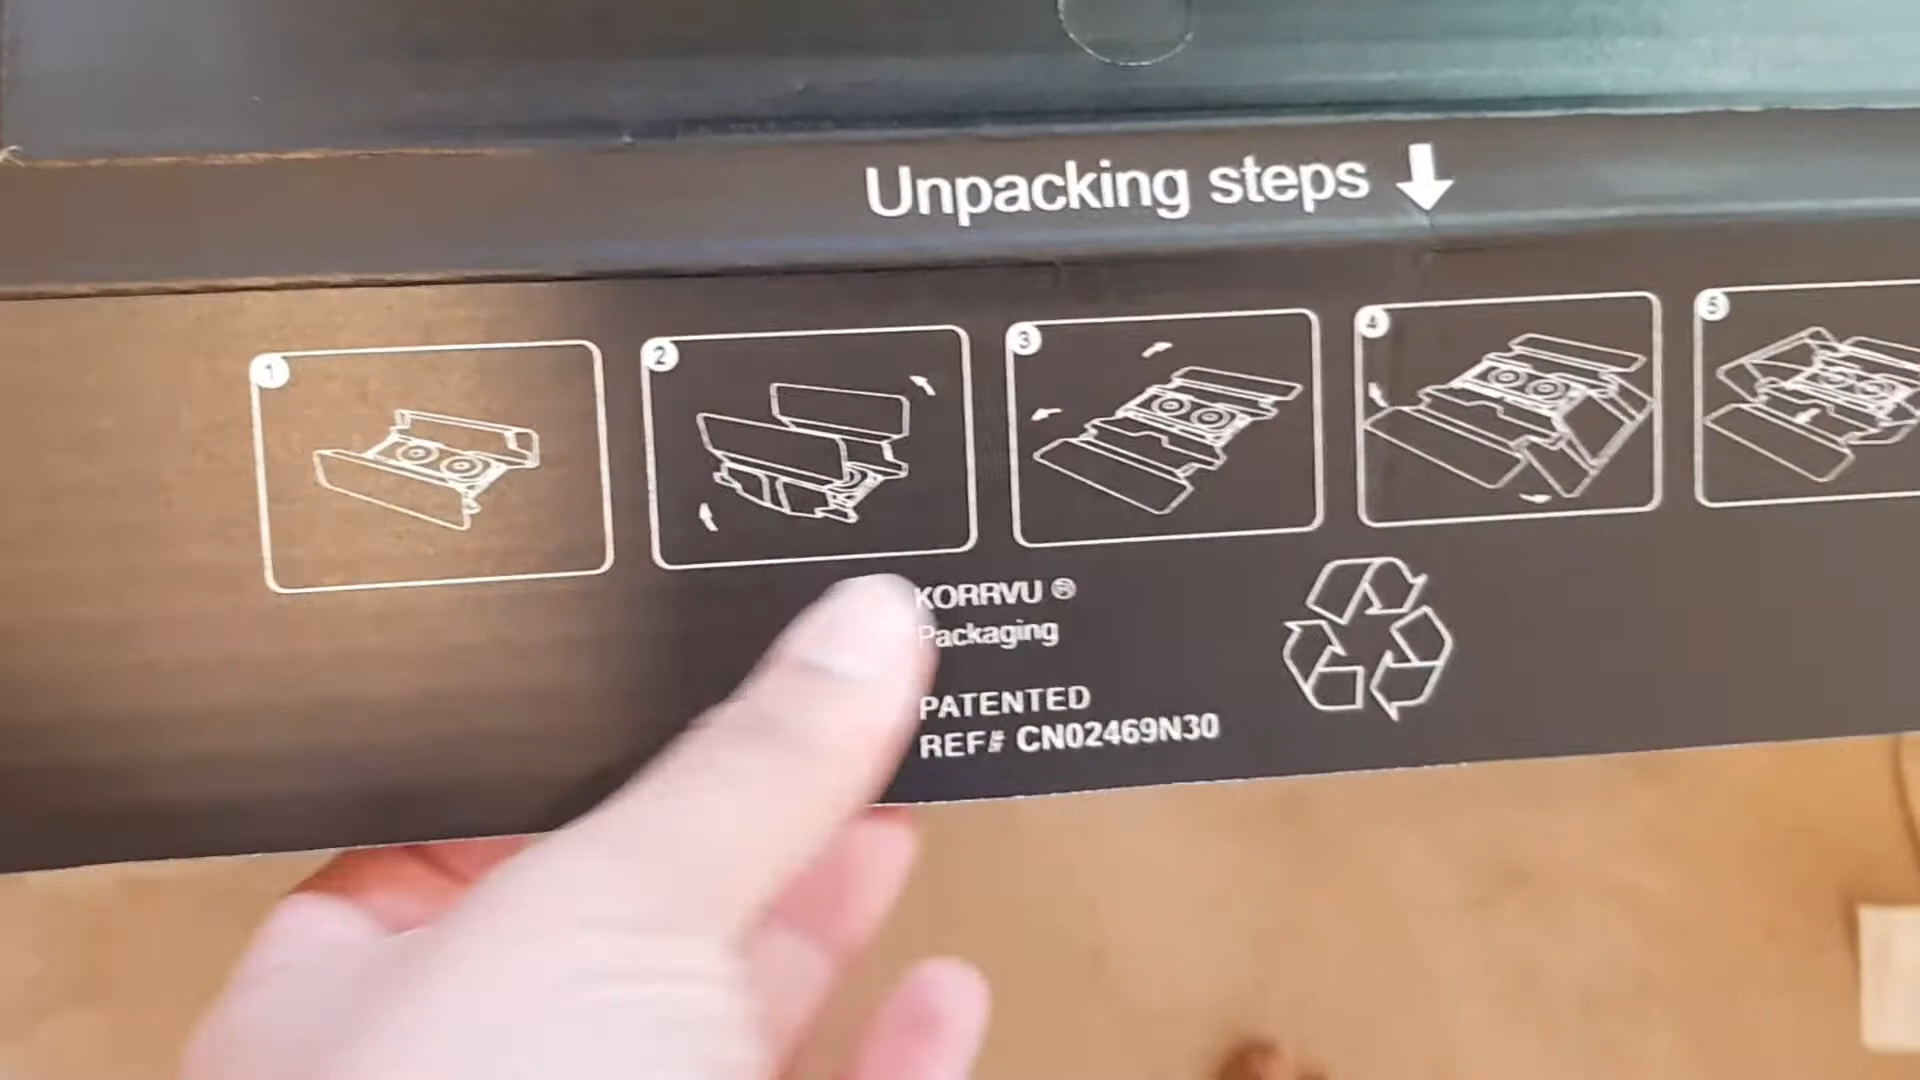 Unpacking steps
1
2
3
4
5
KORRVU ®
Packaging
PATENTED
REF# CN02469N30